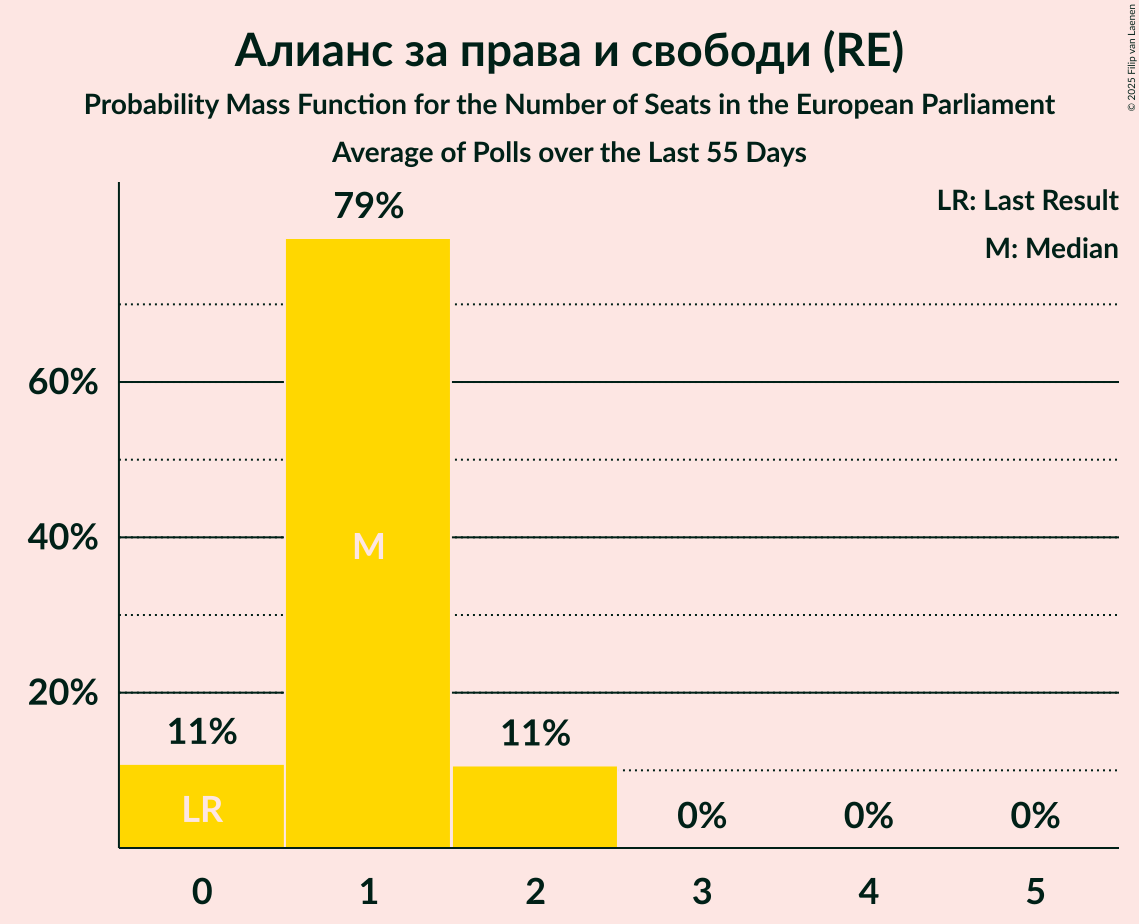 Алианс за права и свободи (RE)
Probability Mass Function for the Number of Seats in the European Parliament
Average of Polls over the Last 55 Days
© 2025 Filip van Laenen
LR: Last Result
M: Median
79%
60%
40%
20%
M
11%
11%
LR
0%
0%
0%
0
1
2
3
4
5